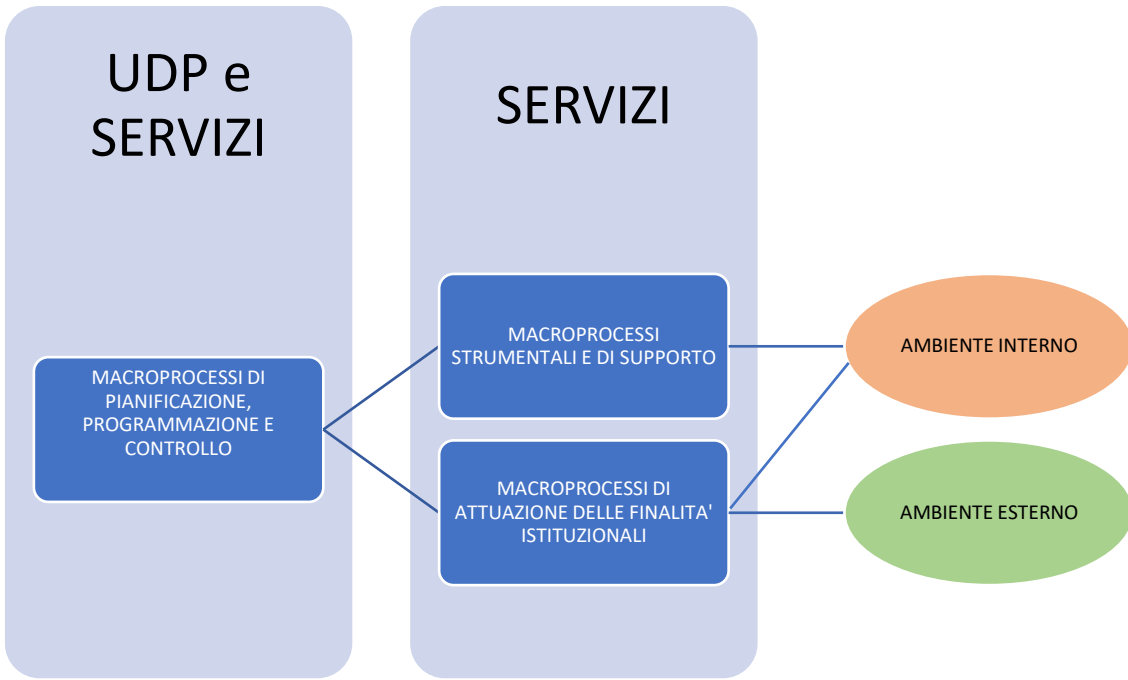 UDP e
SERVIZI
SERVIZI
MACROPROCESSI DI
PIANIFICAZIONE,
PROGRAMMAZIONE E
CONTROLLO
MACROPROCESSI
STRUMENTALI E DI SUPPORTO
MACROPROCESSI DI
ATTUAZIONE DELLE FINALITA'
ISTITUZIONALI
AMBIENTE INTERNO
AMBIENTE ESTERNO